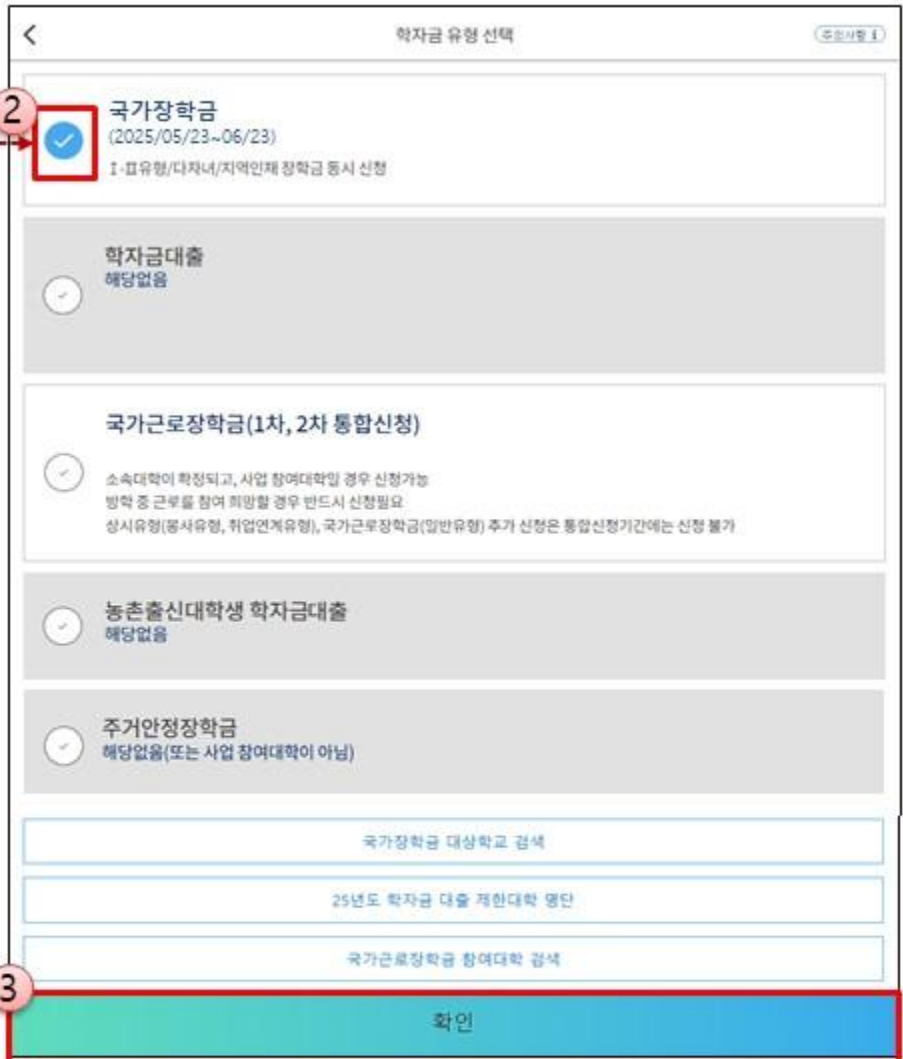 학자금 유형 선택
주의사항 i
2
국가장학금
(2025/05/23~06/23)
I·II유형/다자녀/지역인재 장학금 동시 신청
학자금대출
해당없음
국가근로장학금(1차, 2차 통합신청)
소속대학이 확정되고, 사업 참여대학일 경우 신청가능
방학 중 근로를 참여 희망할 경우 반드시 신청필요
상시유형(봉사유형, 취업연계유형), 국가근로장학금(일반유형) 추가 신청은 통합신청기간에는 신청 불가
농촌출신대학생 학자금대출
해당없음
주거안정장학금
해당없음(또는 사업 참여대학이 아님)
국가장학금 대상학교 검색
25년도 학자금 대출 제한대학 명단
국가근로장학금 참여대학 검색
3
확인